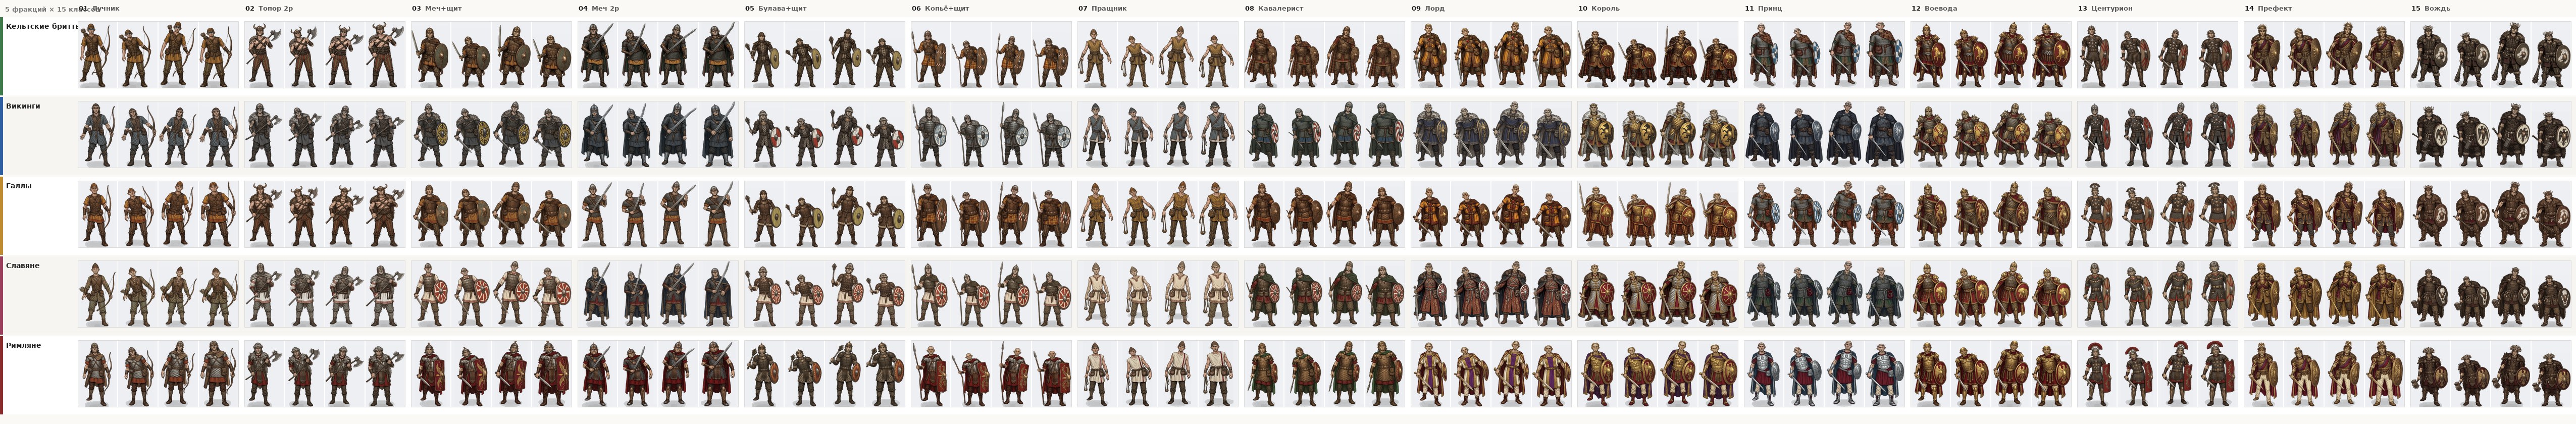 5 фракций × 15 кл
01 Лучник
02 Топор 2р
03 Меч+щит
04 Меч 2р
05 Булава+щит
06 Копьё+щит
07 Пращник
08 Кавалерист
09 Лорд
10 Король
11 Принц
12 Воевода
13 Центурион
14 Префект
15 Вождь
Кельтские бритты
Викинги
Галлы
Славяне
Римляне